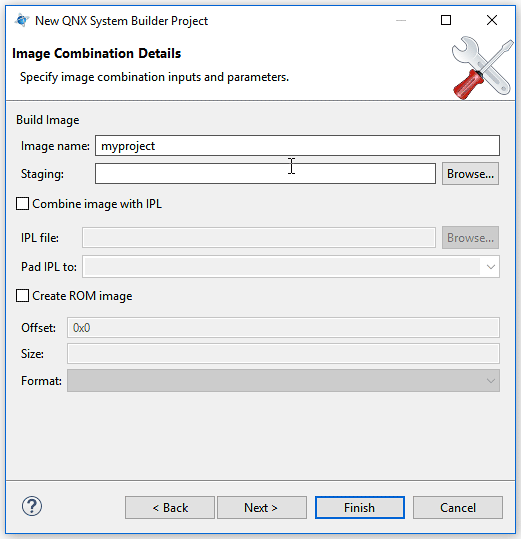 New QNX System Builder Project
Image Combination Details
Specify image combination inputs and parameters.
Build Image
Image name: myproject
Staging: Browse...
Combine image with IPL
IPL file: Browse...
Pad IPL to:
Create ROM image
Offset: 0x0
Size:
Format:
? < Back Next > Finish Cancel